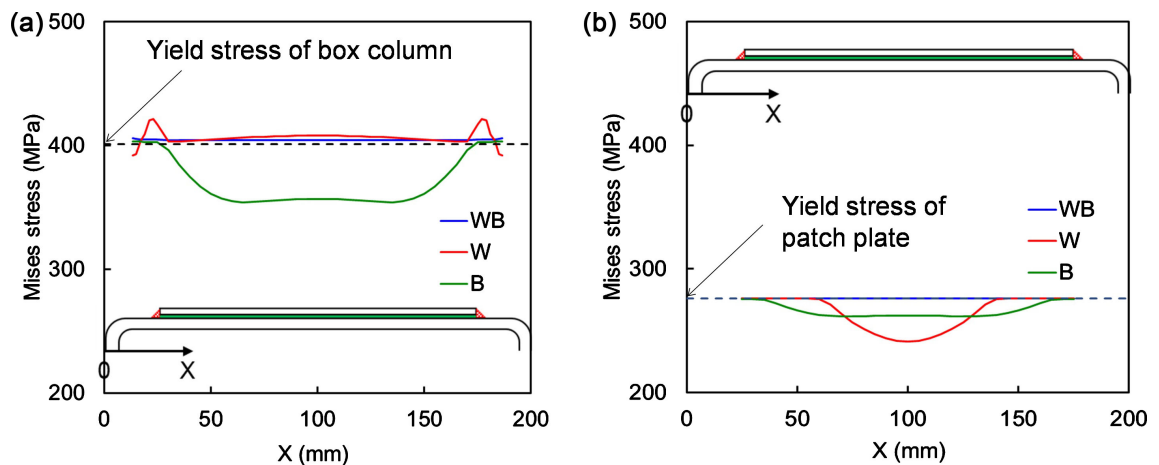 (a)
500
400
300
200
Mises stress (MPa)
Yield stress of box column
WB
W
B
0
X
0
50
100
150
200
X (mm)
(b)
500
400
300
200
Mises stress (MPa)
0
X
Yield stress of
patch plate
WB
W
B
0
50
100
150
200
X (mm)